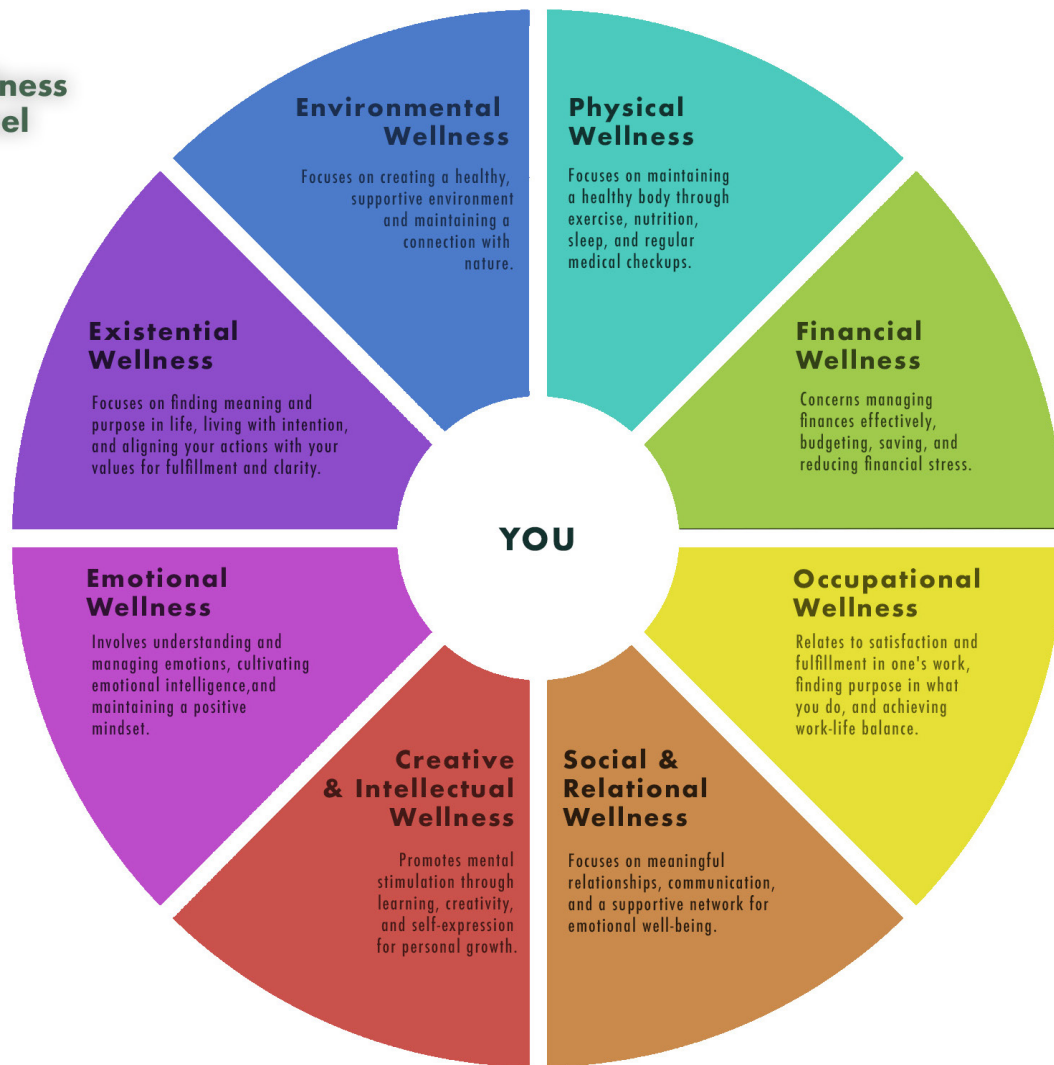 ness
el
Environmental
Wellness
Focuses on creating a healthy,
supportive environment
and maintaining a
connection with
nature.
Physical
Wellness
Focuses on maintaining
a healthy body through
exercise, nutrition,
sleep, and regular
medical checkups.
Existential
Wellness
Focuses on finding meaning and
purpose in life, living with intention,
and aligning your actions with your
values for fulfillment and clarity.
Financial
Wellness
Concerns managing
finances effectively,
budgeting, saving, and
reducing financial stress.
YOU
Emotional
Wellness
Involves understanding and
managing emotions, cultivating
emotional intelligence,and
maintaining a positive
mindset.
Occupational
Wellness
Relates to satisfaction and
fulfillment in one's work,
finding purpose in what
you do, and achieving
work-life balance.
Creative
& Intellectual
Wellness
Promotes mental
stimulation through
learning, creativity,
and self-expression
for personal growth.
Social &
Relational
Wellness
Focuses on meaningful
relationships, communication,
and a supportive network for
emotional well-being.